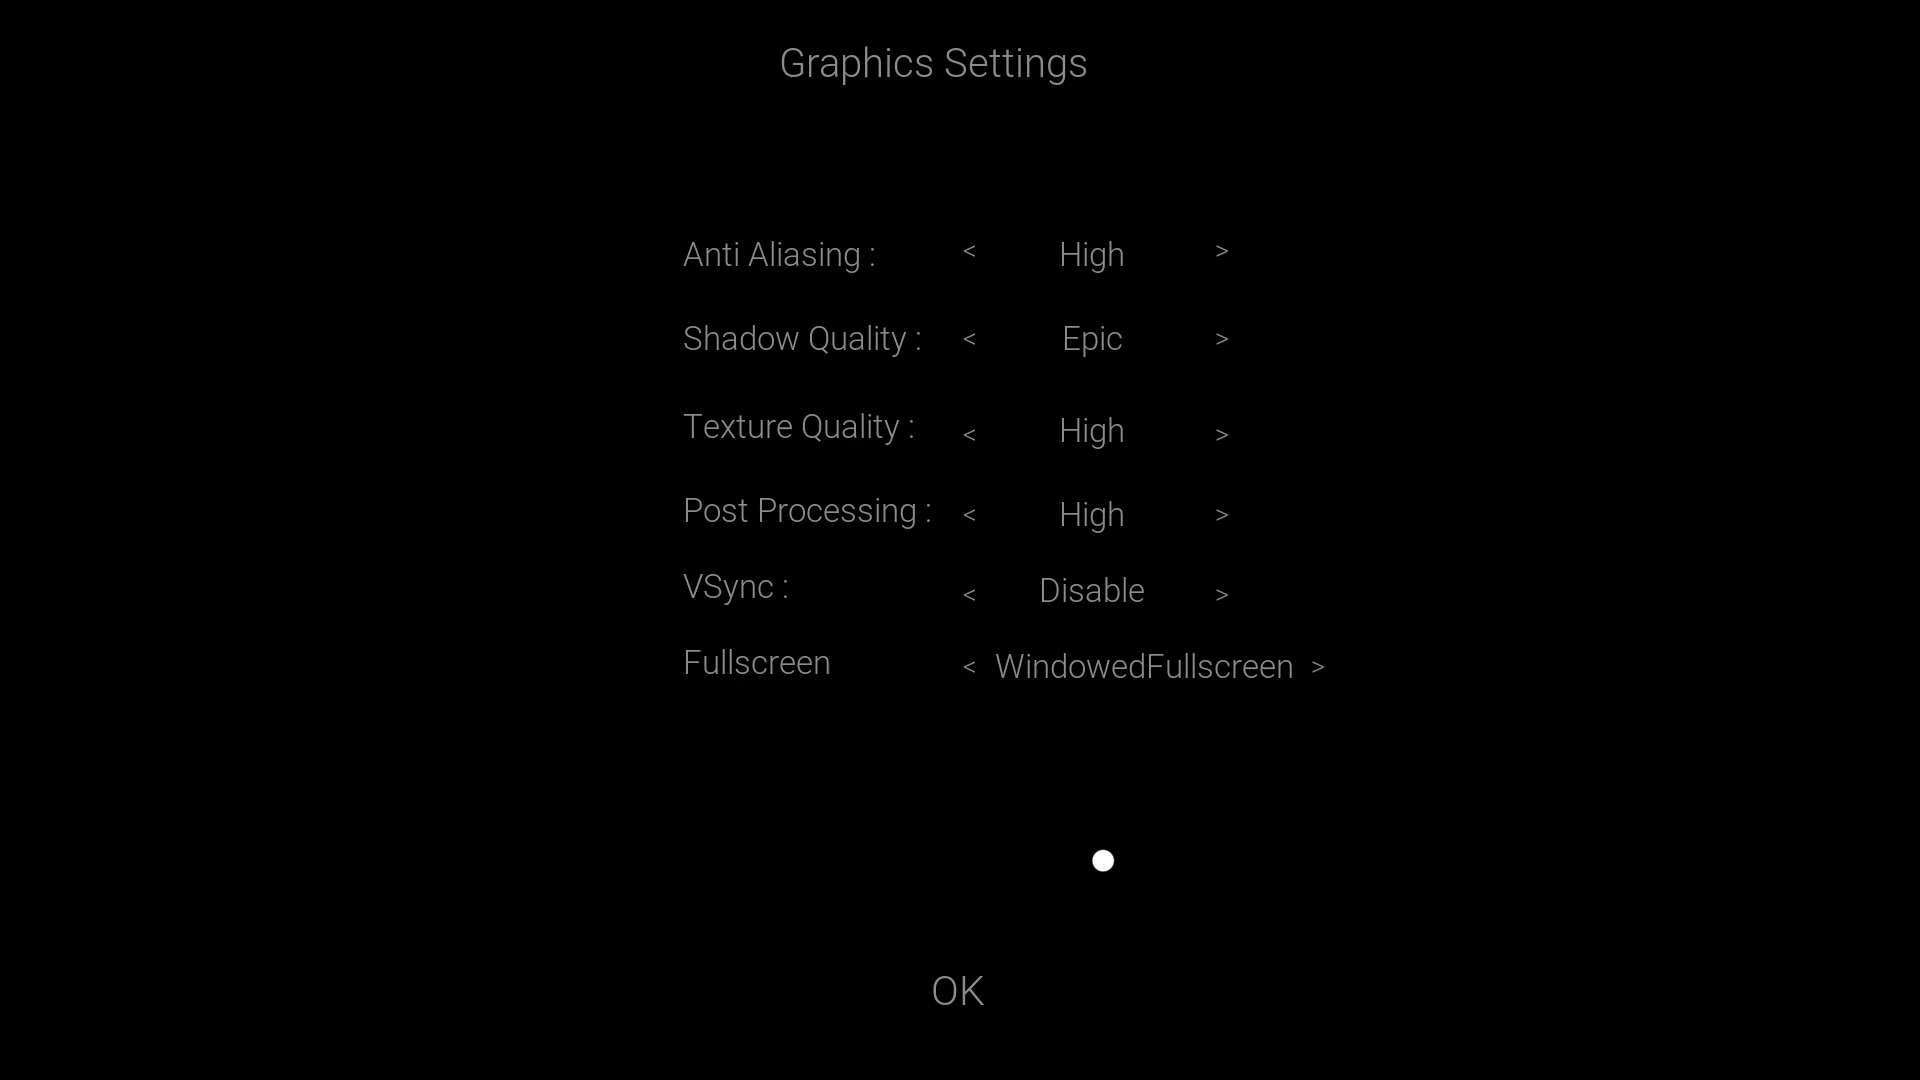 Graphics Settings
Anti Aliasing : < High >
Shadow Quality : < Epic >
Texture Quality : < High >
Post Processing : < High >
VSync : < Disable >
Fullscreen < WindowedFullscreen >
OK